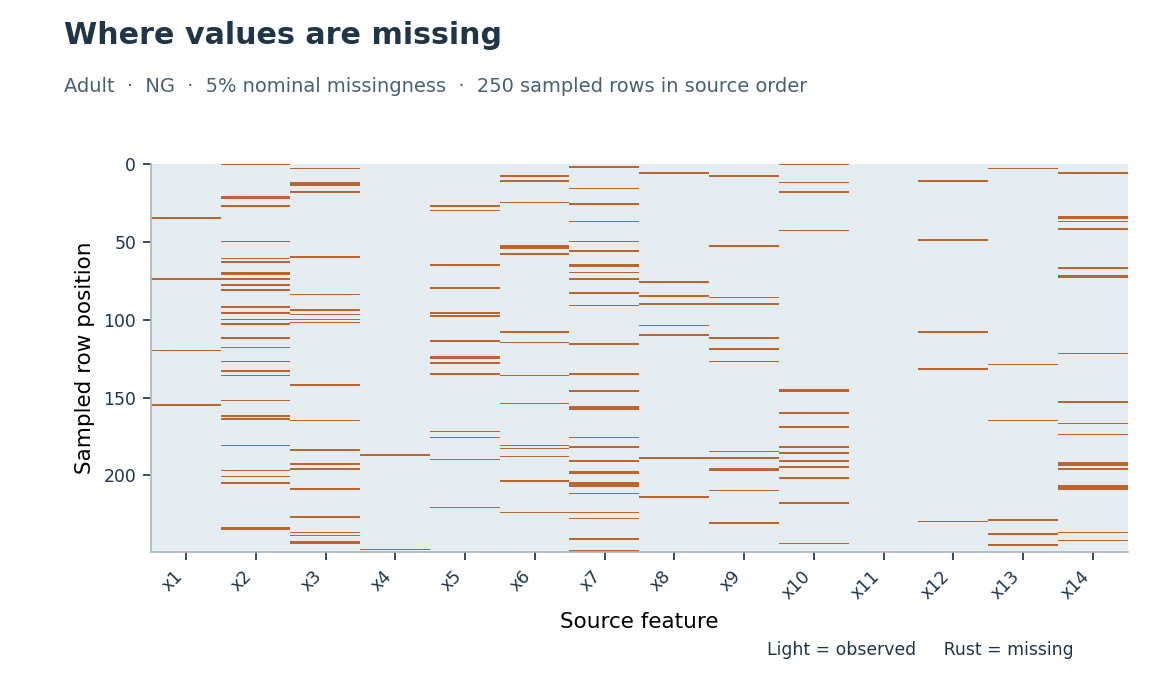 Where values are missing
Adult · NG · 5% nominal missingness · 250 sampled rows in source order
0
50
100
150
200
Sampled row position
x1
x2
x3
x4
x5
x6
x7
x8
x9
x10
x11
x12
x13
x14
Source feature
Light = observed Rust = missing